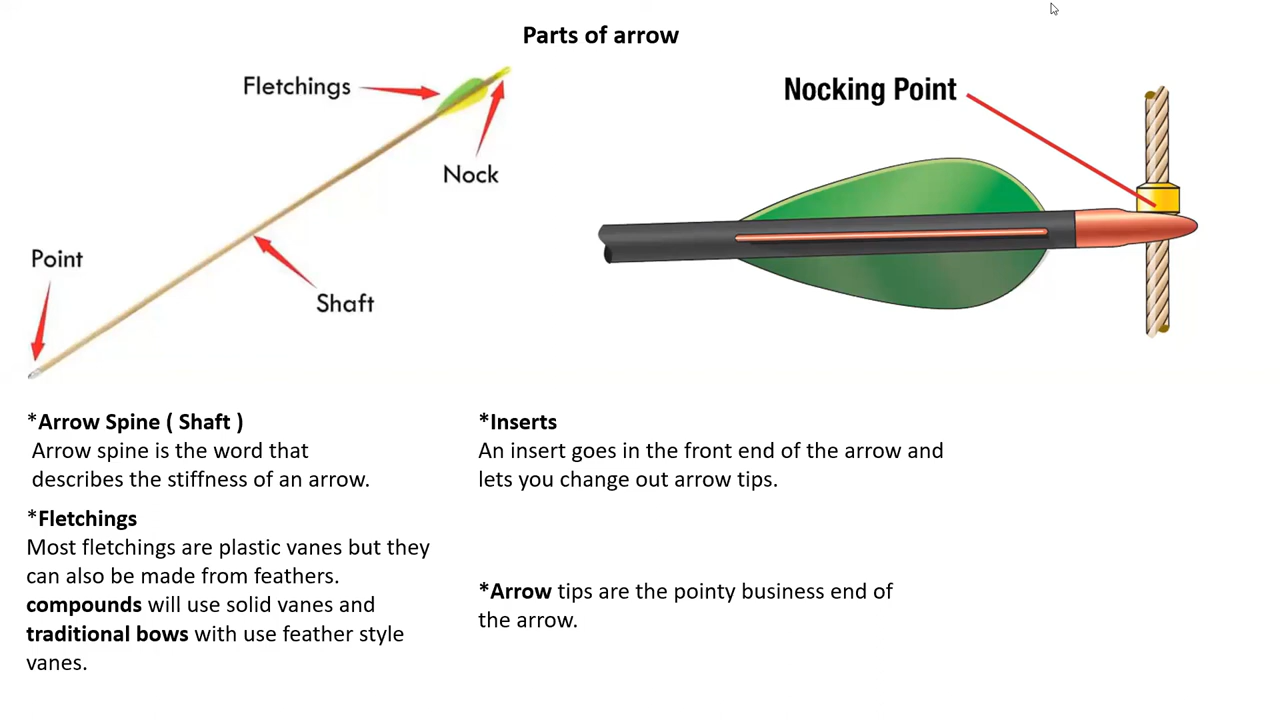 Parts of arrow
Fletchings
Nock
Point
Shaft
Nocking Point
*Arrow Spine ( Shaft )
Arrow spine is the word that
describes the stiffness of an arrow.
*Fletchings
Most fletchings are plastic vanes but they
can also be made from feathers.
compounds will use solid vanes and
traditional bows with use feather style
vanes.
*Inserts
An insert goes in the front end of the arrow and
lets you change out arrow tips.
*Arrow tips are the pointy business end of
the arrow.